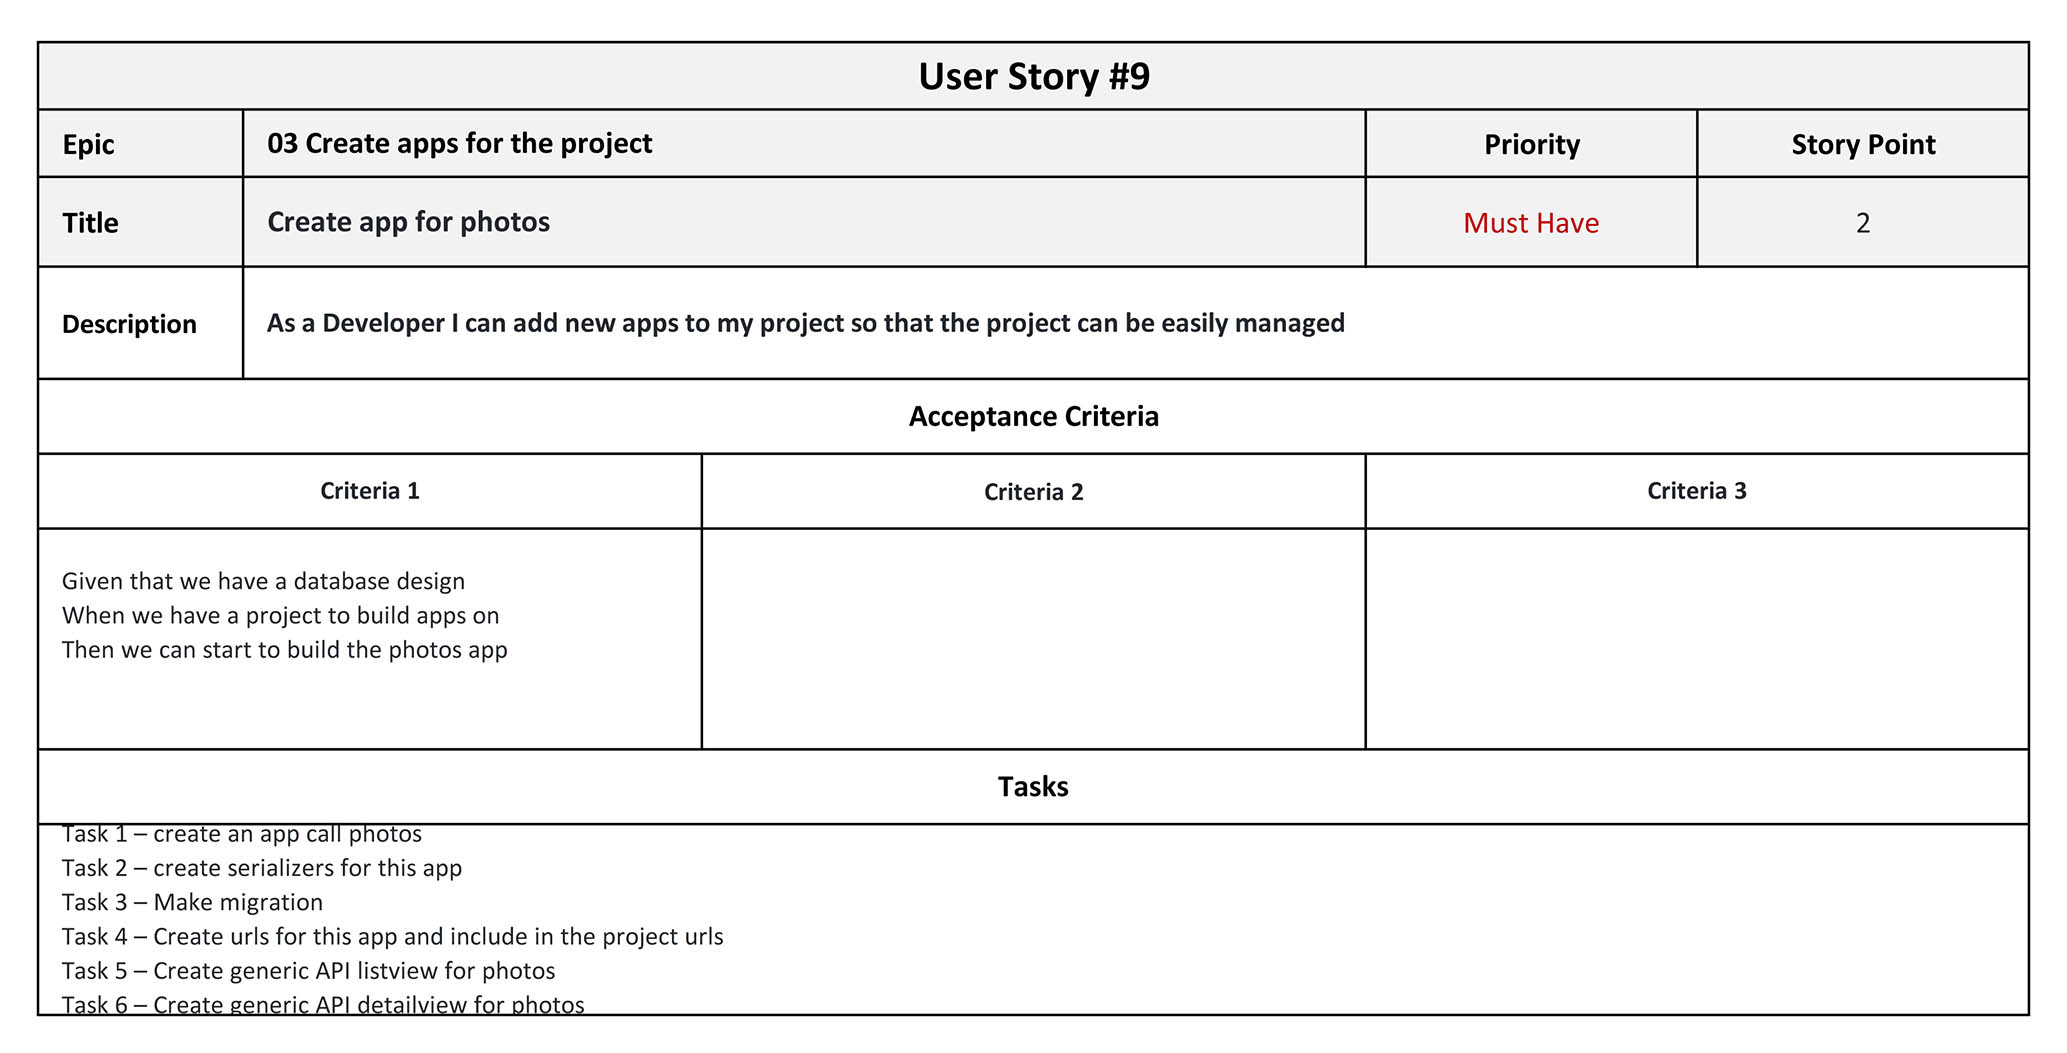 User Story #9
Epic
03 Create apps for the project
Priority
Story Point
Title
Create app for photos
Must Have
2
Description
As a Developer I can add new apps to my project so that the project can be easily managed
Acceptance Criteria
Criteria 1
Criteria 2
Criteria 3
Given that we have a database design
When we have a project to build apps on
Then we can start to build the photos app
Tasks
Task 1 – create an app call photos
Task 2 – create serializers for this app
Task 3 – Make migration
Task 4 – Create urls for this app and include in the project urls
Task 5 – Create generic API listview for photos
Task 6 – Create generic API detailview for photos